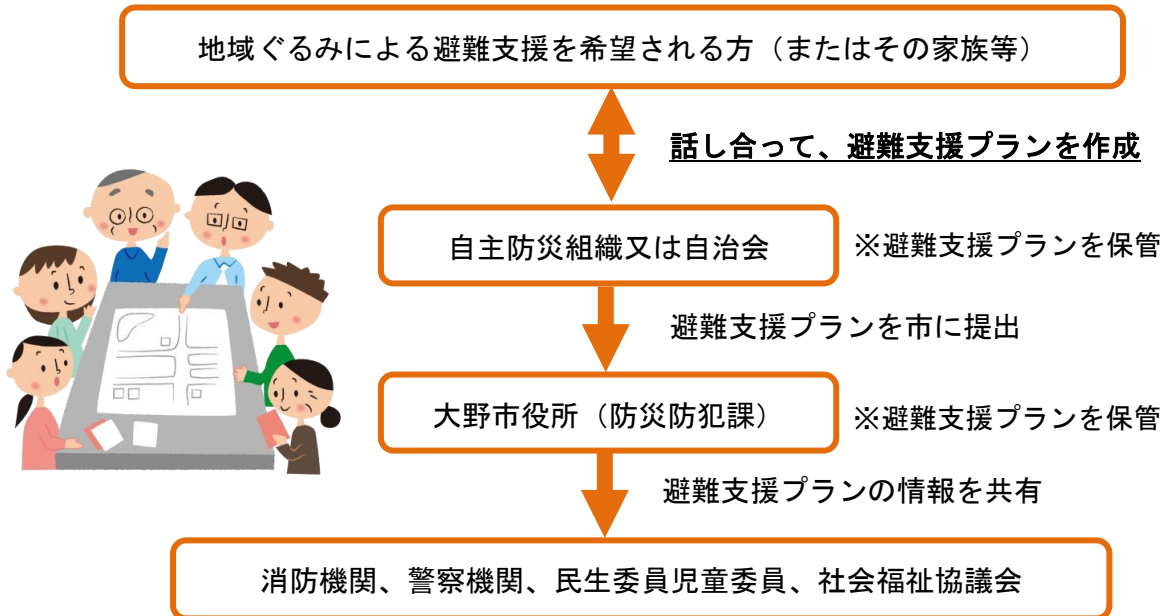 地域ぐるみによる避難支援を希望される方（またはその家族等）
話し合って、避難支援プランを作成
自主防災組織又は自治会
※避難支援プランを保管
避難支援プランを市に提出
大野市役所（防災防犯課）
※避難支援プランを保管
避難支援プランの情報を共有
消防機関、警察機関、民生委員児童委員、社会福祉協議会